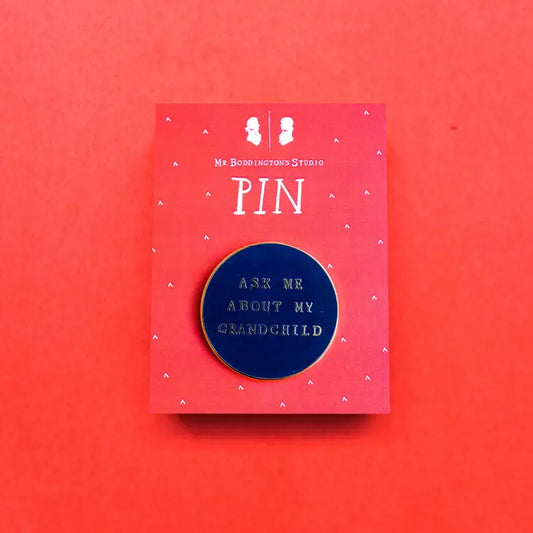 MR. BODDINGTON'S STUDIO
PIN
ASK ME
ABOUT MY
GRANDCHILD